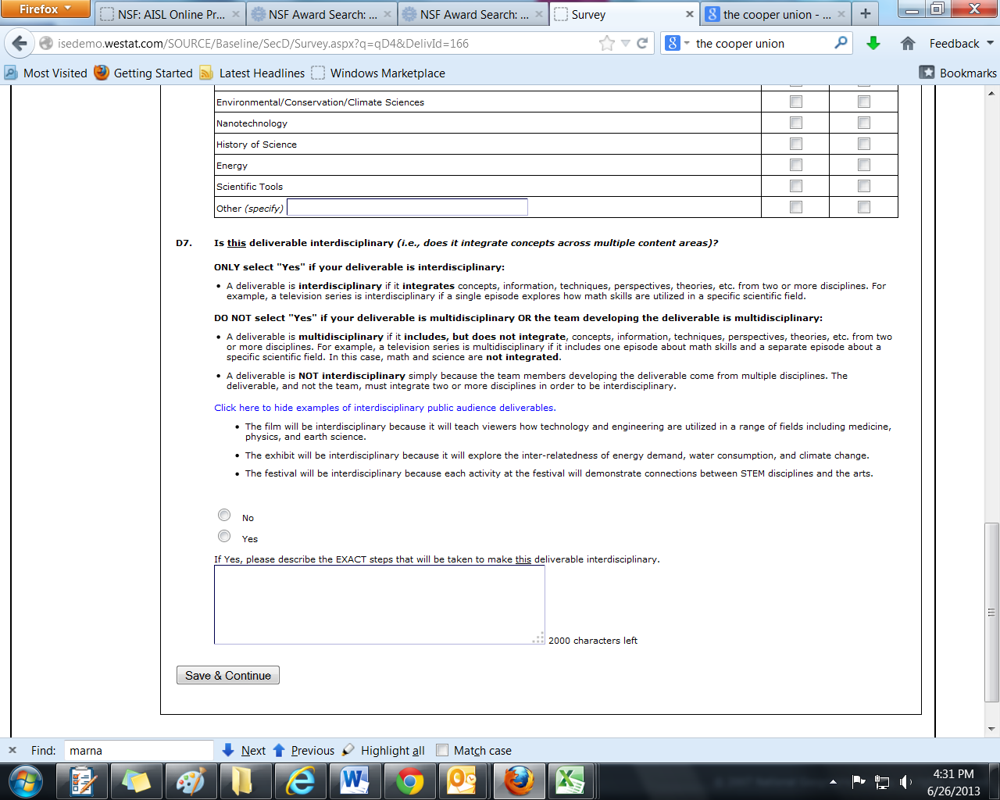 Firefox
NSF: AISL Online Pr...
NSF Award Search: ...
NSF Award Search: ...
Survey
the cooper union - ...
isedemo.westat.com/SOURCE/Baseline/SecD/Survey.aspx?q=qD4&DelivId=166
the cooper union
Feedback
Most Visited
Getting Started
Latest Headlines
Windows Marketplace
Bookmarks
Environmental/Conservation/Climate Sciences
Nanotechnology
History of Science
Energy
Scientific Tools
Other (specify)
D7. Is this deliverable interdisciplinary (i.e., does it integrate concepts across multiple content areas)?
ONLY select "Yes" if your deliverable is interdisciplinary:
• A deliverable is interdisciplinary if it integrates concepts, information, techniques, perspectives, theories, etc. from two or more disciplines. For
example, a television series is interdisciplinary if a single episode explores how math skills are utilized in a specific scientific field.
DO NOT select "Yes" if your deliverable is multidisciplinary OR the team developing the deliverable is multidisciplinary:
• A deliverable is multidisciplinary if it includes, but does not integrate, concepts, information, techniques, perspectives, theories, etc. from two
or more disciplines. For example, a television series is multidisciplinary if it includes one episode about math skills and a separate episode about a
specific scientific field. In this case, math and science are not integrated.
• A deliverable is NOT interdisciplinary simply because the team members developing the deliverable come from multiple disciplines. The
deliverable, and not the team, must integrate two or more disciplines in order to be interdisciplinary.
Click here to hide examples of interdisciplinary public audience deliverables.
• The film will be interdisciplinary because it will teach viewers how technology and engineering are utilized in a range of fields including medicine,
physics, and earth science.
• The exhibit will be interdisciplinary because it will explore the inter-relatedness of energy demand, water consumption, and climate change.
• The festival will be interdisciplinary because each activity at the festival will demonstrate connections between STEM disciplines and the arts.
No
Yes
If Yes, please describe the EXACT steps that will be taken to make this deliverable interdisciplinary.
2000 characters left
Save & Continue
Find: marna
Next
Previous
Highlight all
Match case
4:31 PM
6/26/2013